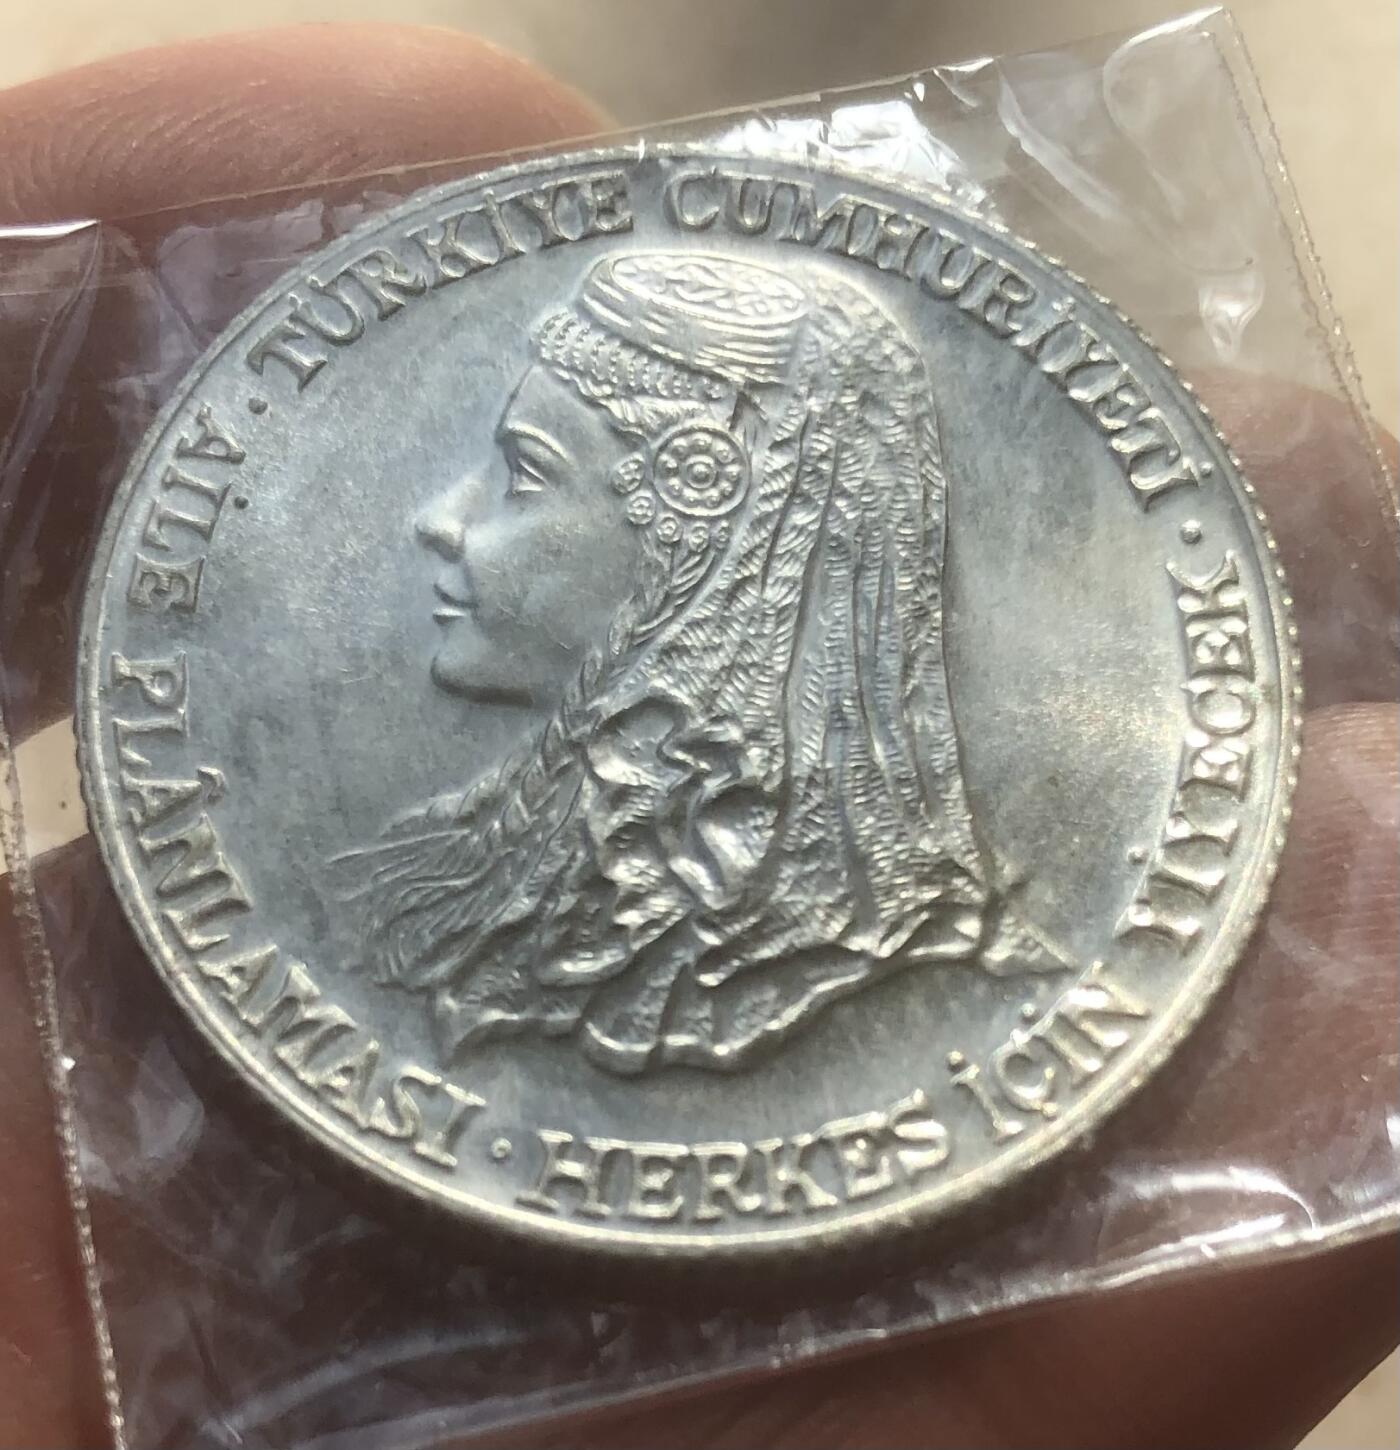 · TÜRKİYE CUMHURİYETİ ·
AİLE PLÂNLAMASI · HERKES İÇİN YİYECEK